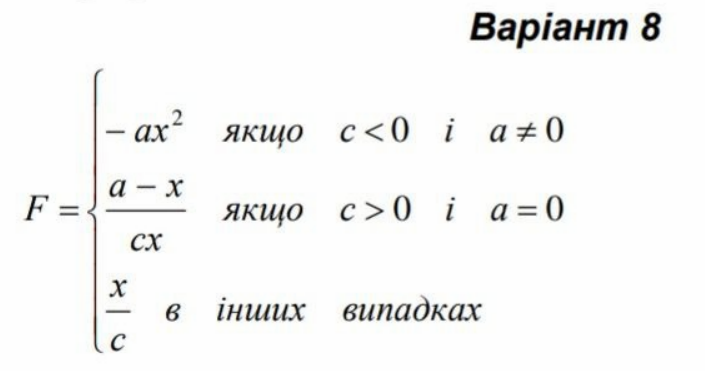 Варіант 8
F = { − ax² якщо c < 0 і a ≠ 0
(a − x)/(cx) якщо c > 0 і a = 0
x/c в інших випадках